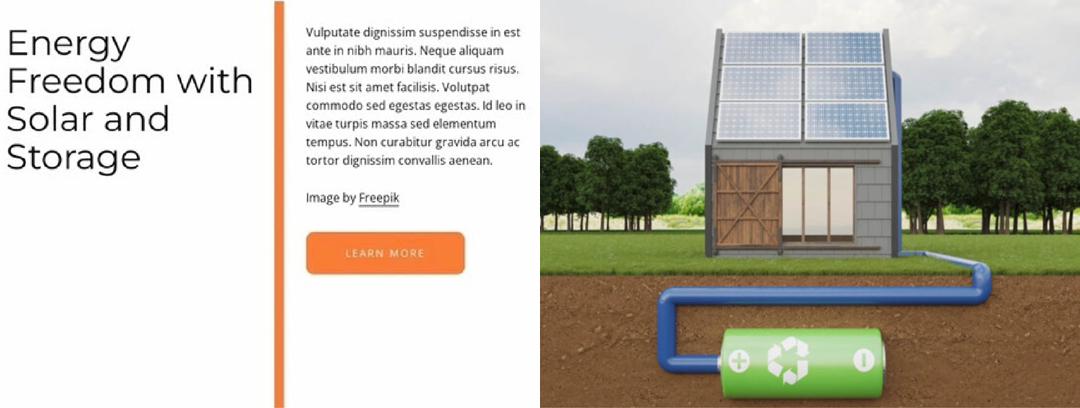 Energy
Freedom with
Solar and
Storage
Vulputate dignissim suspendisse in est
ante in nibh mauris. Neque aliquam
vestibulum morbi blandit cursus risus.
Nisi est sit amet facilisis. Volutpat
commodo sed egestas egestas. Id leo in
vitae turpis massa sed elementum
tempus. Non curabitur gravida arcu ac
tortor dignissim convallis aenean.
Image by Freepik
LEARN MORE